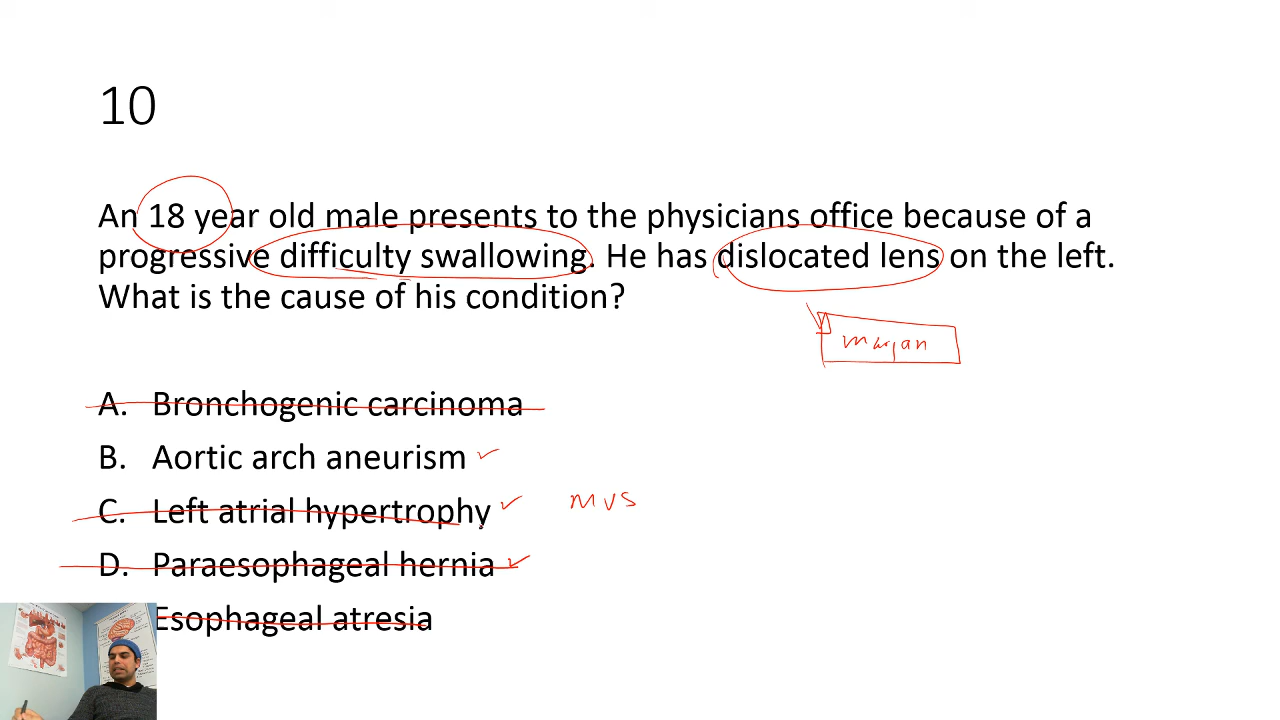 10
An 18 year old male presents to the physicians office because of a
progressive difficulty swallowing. He has dislocated lens on the left.
What is the cause of his condition?
marfan
A. Bronchogenic carcinoma
B. Aortic arch aneurism
C. Left atrial hypertrophy MVS
D. Paraesophageal hernia
Esophageal atresia